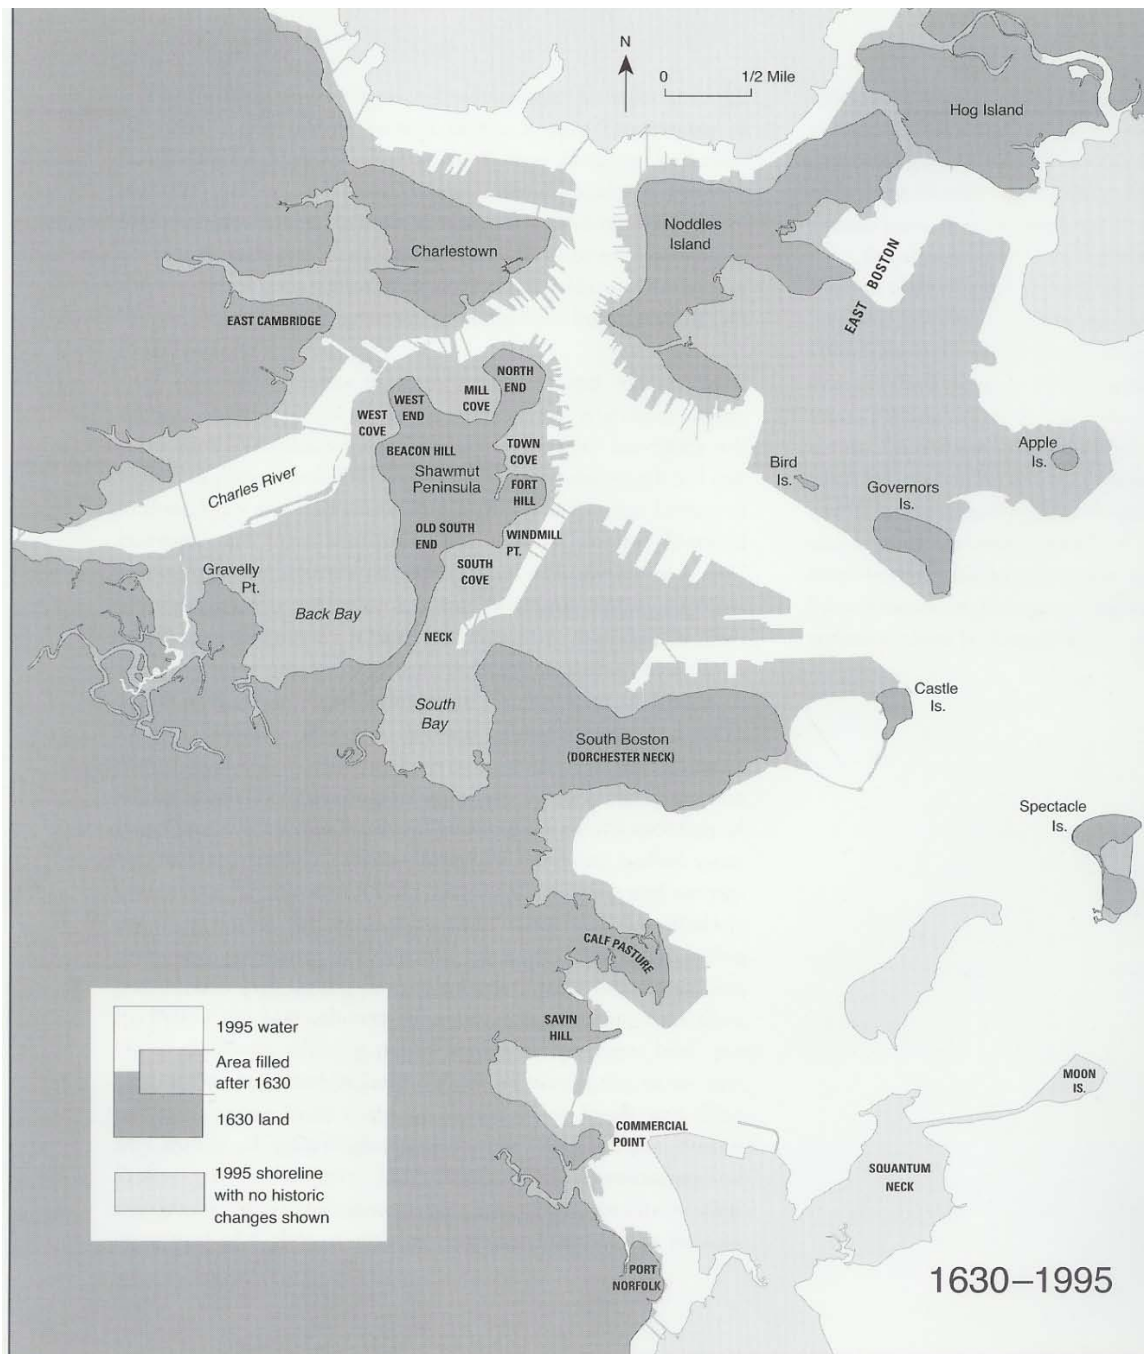 N
0 1/2 Mile
Hog Island
Noddles
Island
Charlestown
EAST BOSTON
EAST CAMBRIDGE
NORTH
END
MILL
COVE
WEST
END
WEST
COVE
TOWN
COVE
BEACON HILL
Shawmut
Peninsula
Apple
Is.
Bird
Is.
Charles River
FORT
HILL
Governors
Is.
OLD SOUTH
END
WINDMILL
PT.
SOUTH
COVE
Gravelly
Pt.
Back Bay
NECK
South
Bay
Castle
Is.
South Boston
(DORCHESTER NECK)
Spectacle
Is.
CALF PASTURE
SAVIN
HILL
1995 water
Area filled
after 1630
1630 land
MOON
IS.
COMMERCIAL
POINT
SQUANTUM
NECK
1995 shoreline
with no historic
changes shown
PORT
NORFOLK
1630–1995